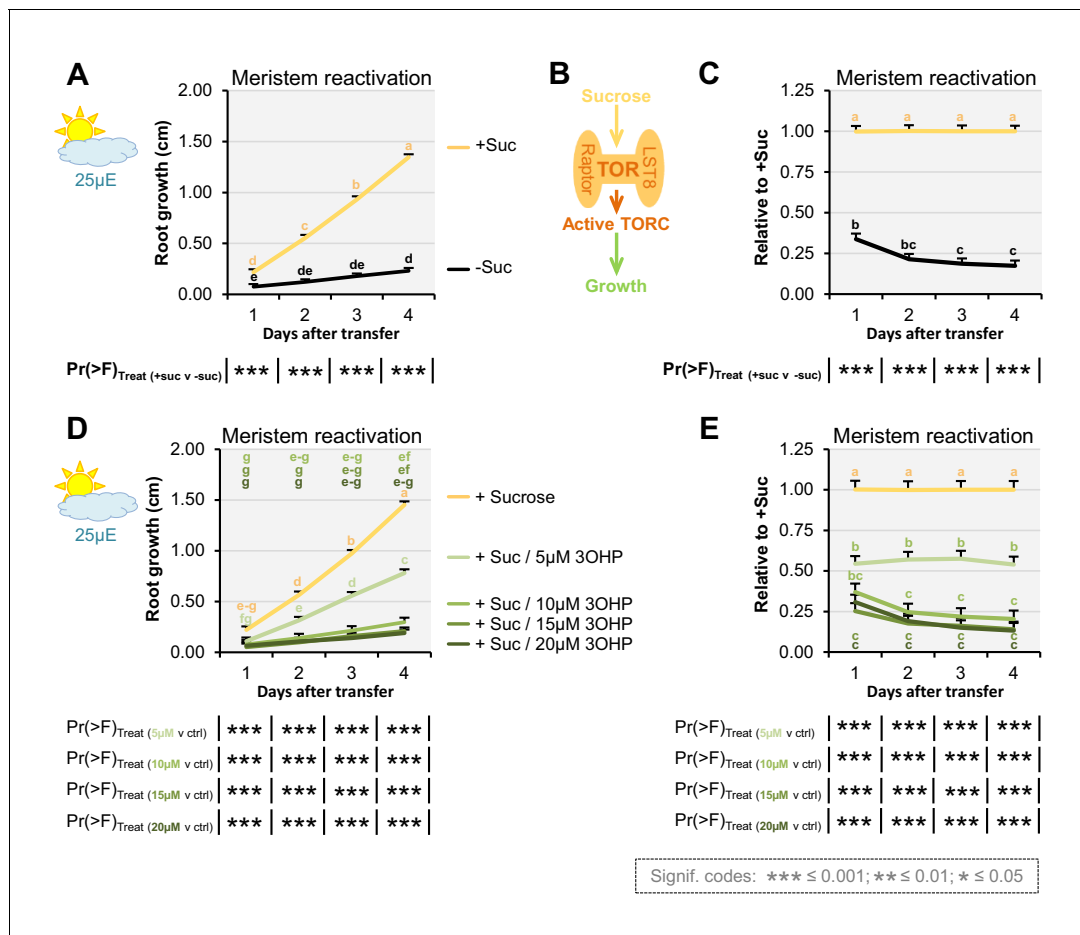 A
Meristem reactivation
25µE
Root growth (cm)
2.00
1.50
1.00
0.50
0.00
a
b
c
d
d
de
de
e
1 2 3 4
Days after transfer
+Suc
-Suc
Pr(>F)Treat (+suc v -suc) *** *** *** ***
B
Sucrose
Raptor
TOR
LST8
Active TORC
Growth
C
Meristem reactivation
Relative to +Suc
1.25
1.00
0.75
0.50
0.25
0.00
a a a a
b bc c c
1 2 3 4
Days after transfer
Pr(>F)Treat (+suc v -suc) *** *** *** ***
D
Meristem reactivation
25µE
Root growth (cm)
2.00
1.50
1.00
0.50
0.00
g e-g e-g ef
g g e-g ef
g g e-g e-g
a
d
d
c
e-g
e
fg
1 2 3 4
Days after transfer
+ Sucrose
+ Suc / 5µM 3OHP
+ Suc / 10µM 3OHP
+ Suc / 15µM 3OHP
+ Suc / 20µM 3OHP
Pr(>F)Treat (5µM v ctrl) *** *** *** ***
Pr(>F)Treat (10µM v ctrl) *** *** *** ***
Pr(>F)Treat (15µM v ctrl) *** *** *** ***
Pr(>F)Treat (20µM v ctrl) *** *** *** ***
E
Meristem reactivation
Relative to +Suc
1.25
1.00
0.75
0.50
0.25
0.00
a a a a
b b b b
bc c c c
c c c c
c c c c
1 2 3 4
Days after transfer
Pr(>F)Treat (5µM v ctrl) *** *** *** ***
Pr(>F)Treat (10µM v ctrl) *** *** *** ***
Pr(>F)Treat (15µM v ctrl) *** *** *** ***
Pr(>F)Treat (20µM v ctrl) *** *** *** ***
Signif. codes: *** ≤ 0.001; ** ≤ 0.01; * ≤ 0.05